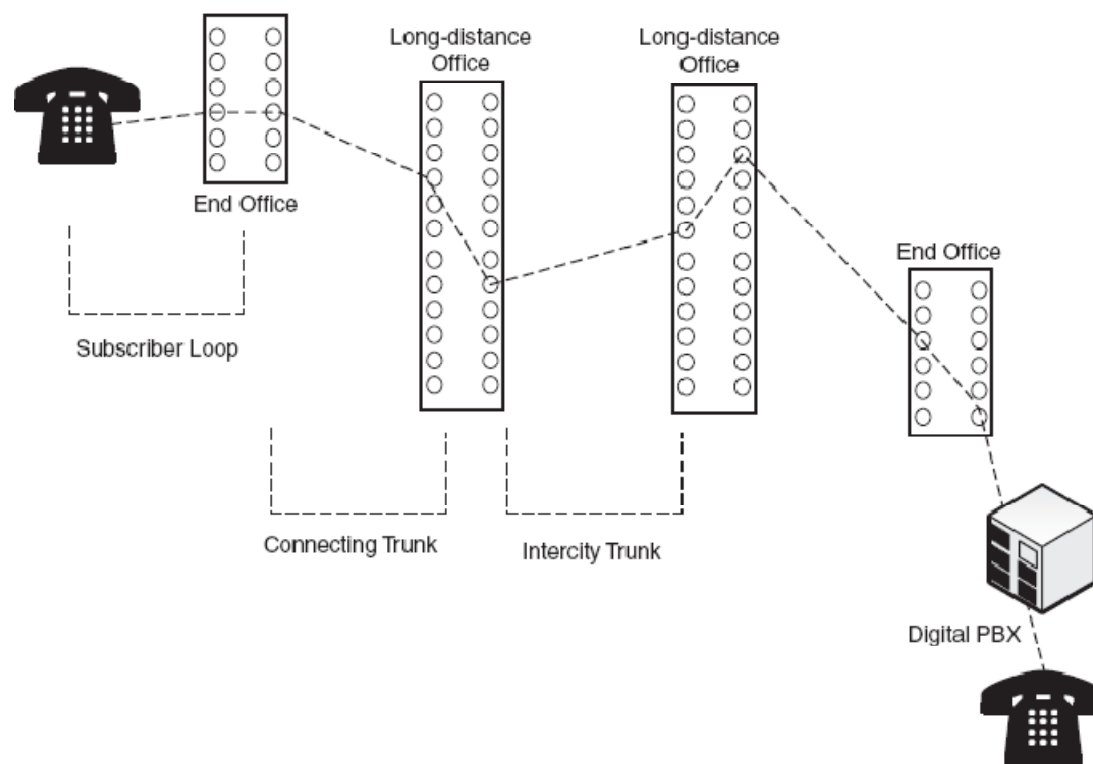 Long-distance
Office
Long-distance
Office
End Office
End Office
Subscriber Loop
Connecting Trunk
Intercity Trunk
Digital PBX